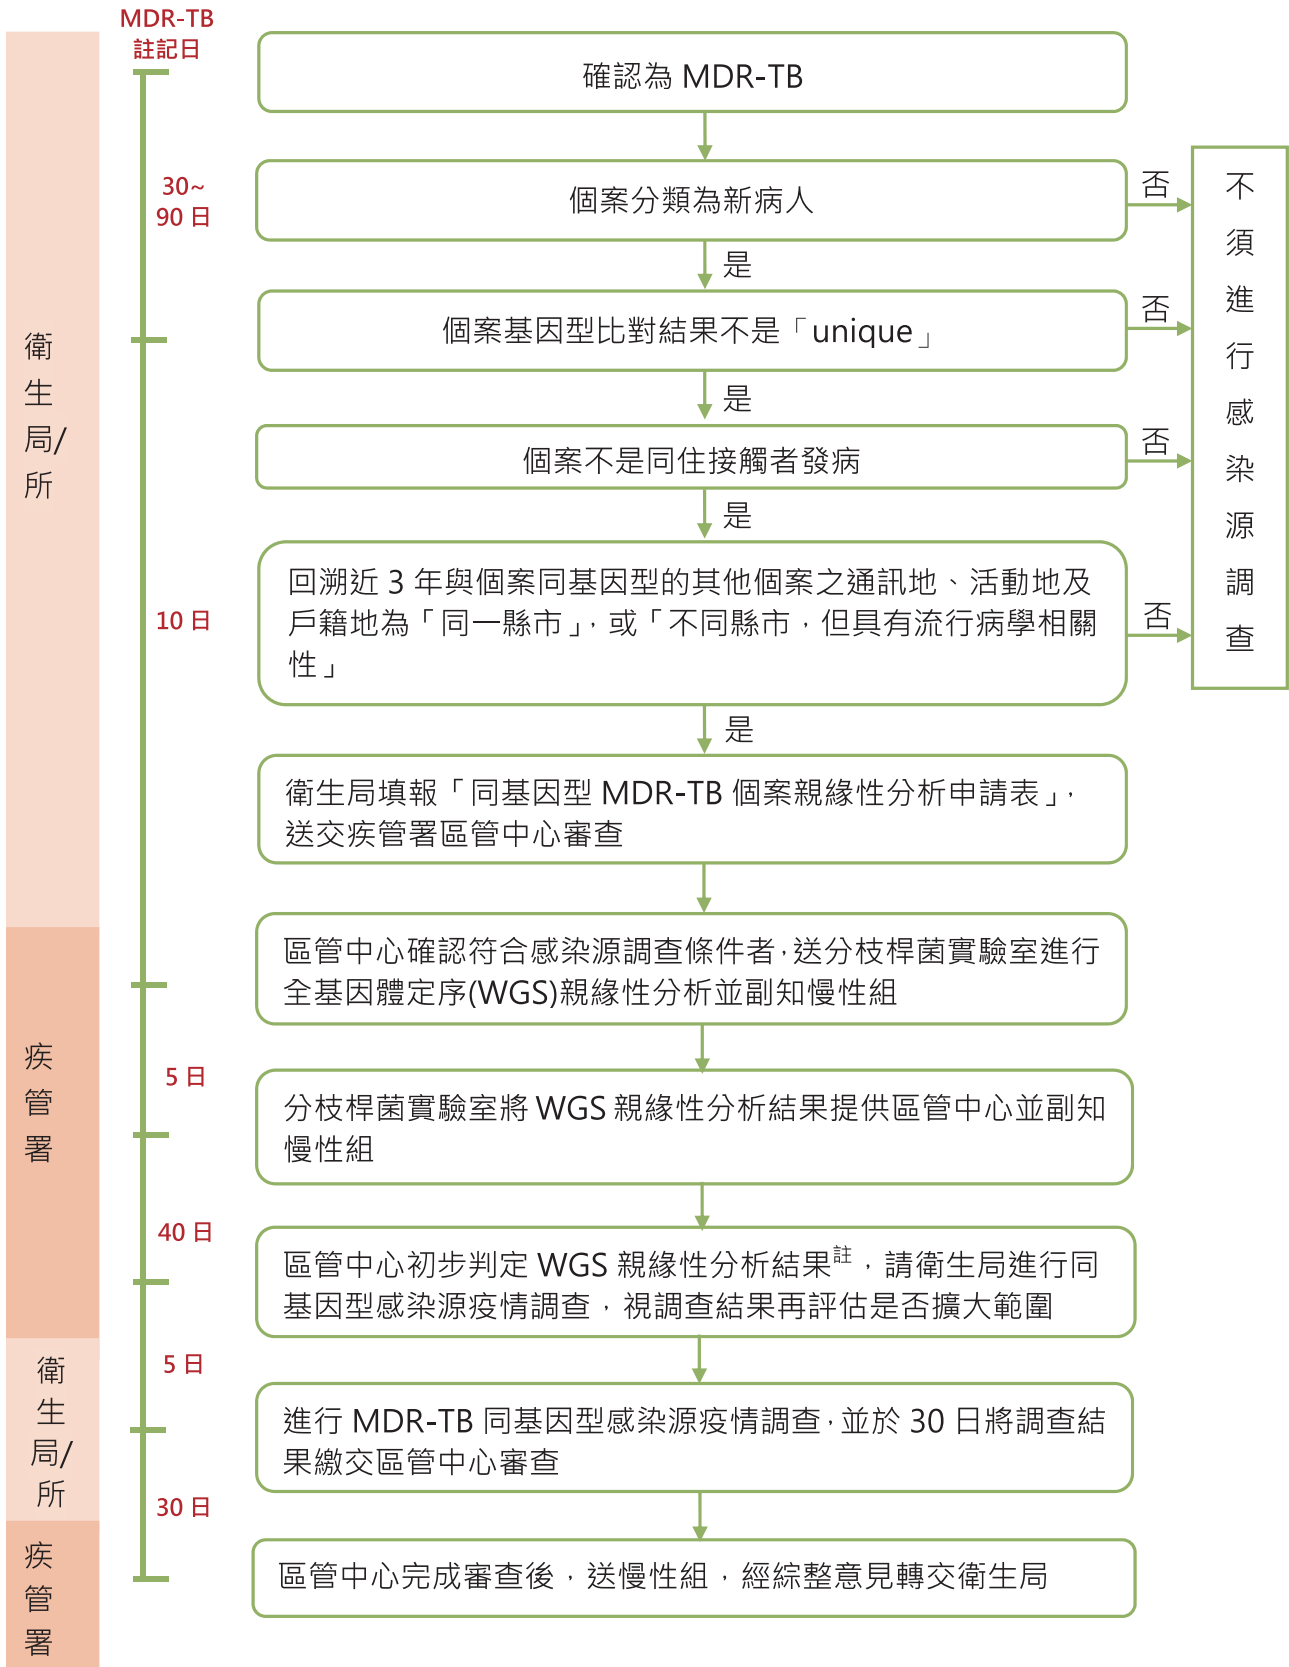 MDR-TB
註記日
確認為 MDR-TB
30~
90 日
個案分類為新病人
否
是
個案基因型比對結果不是「unique」
否
是
個案不是同住接觸者發病
否
是
10 日
回溯近 3 年與個案同基因型的其他個案之通訊地、活動地及
戶籍地為「同一縣市」，或「不同縣市，但具有流行病學相關
性」
否
是
不
須
進
行
感
染
源
調
查
衛生局填報「同基因型 MDR-TB 個案親緣性分析申請表」，
送交疾管署區管中心審查
區管中心確認符合感染源調查條件者，送分枝桿菌實驗室進行
全基因體定序(WGS)親緣性分析並副知慢性組
5 日
分枝桿菌實驗室將 WGS 親緣性分析結果提供區管中心並副知
慢性組
40 日
區管中心初步判定 WGS 親緣性分析結果註，請衛生局進行同
基因型感染源疫情調查，視調查結果再評估是否擴大範圍
5 日
進行 MDR-TB 同基因型感染源疫情調查，並於 30 日將調查結
果繳交區管中心審查
30 日
區管中心完成審查後，送慢性組，經綜整意見轉交衛生局
衛
生
局/
所
疾
管
署
衛
生
局/
所
疾
管
署